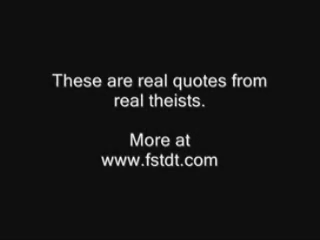 These are real quotes from
real theists.
More at
www.fstdt.com